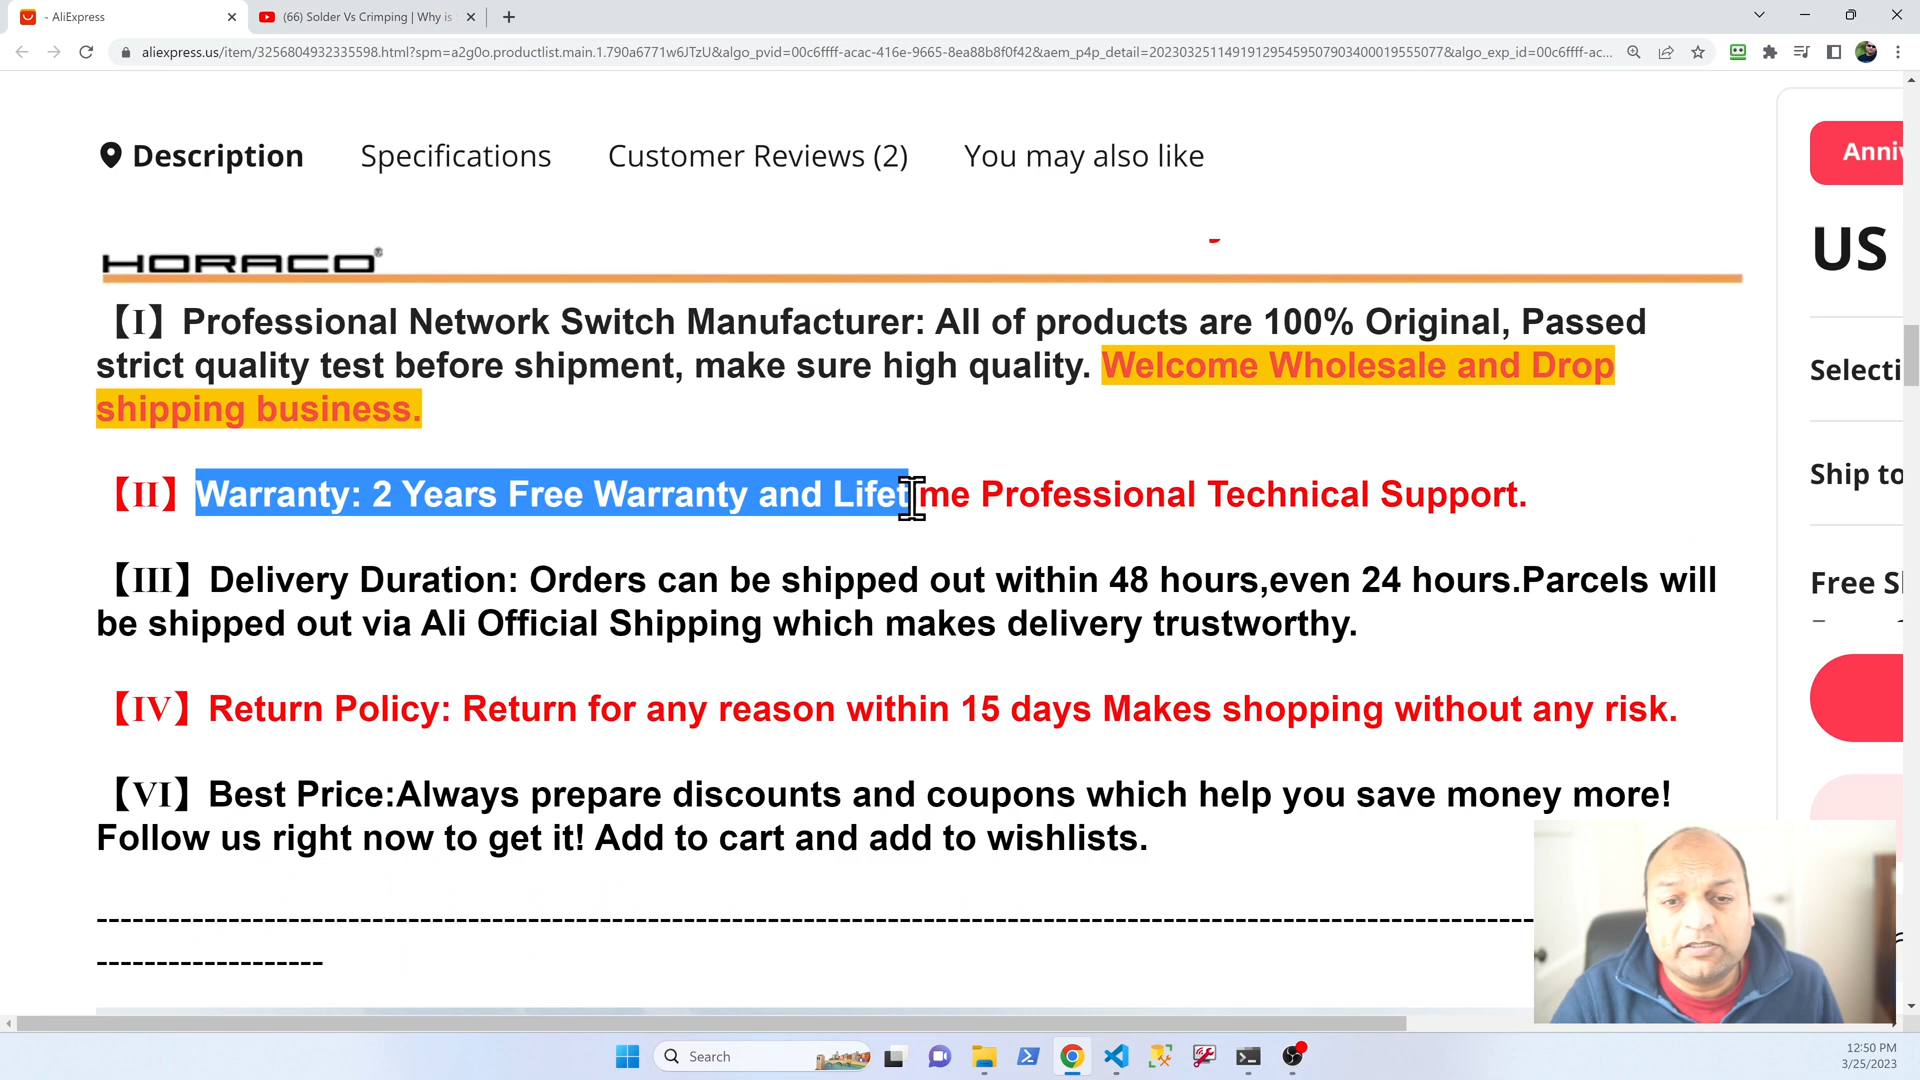 - AliExpress
(66) Solder Vs Crimping | Why is
aliexpress.us/item/3256804932335598.html?spm=a2g0o.productlist.main.1.790a6771w6JTzU&algo_pvid=00c6ffff-acac-416e-9665-8ea88b8f0f42&aem_p4p_detail=202303251149191295459507903400019555077&algo_exp_id=00c6ffff-ac...
Description Specifications Customer Reviews (2) You may also like
Anniv
HORACO®
US
【I】Professional Network Switch Manufacturer: All of products are 100% Original, Passed
strict quality test before shipment, make sure high quality. Welcome Wholesale and Drop
shipping business.
Selecti
【II】Warranty: 2 Years Free Warranty and Lifetime Professional Technical Support.
Ship to
【III】Delivery Duration: Orders can be shipped out within 48 hours,even 24 hours.Parcels will
be shipped out via Ali Official Shipping which makes delivery trustworthy.
Free S
【IV】Return Policy: Return for any reason within 15 days Makes shopping without any risk.
【VI】Best Price:Always prepare discounts and coupons which help you save money more!
Follow us right now to get it! Add to cart and add to wishlists.
Search
12:50 PM
3/25/2023